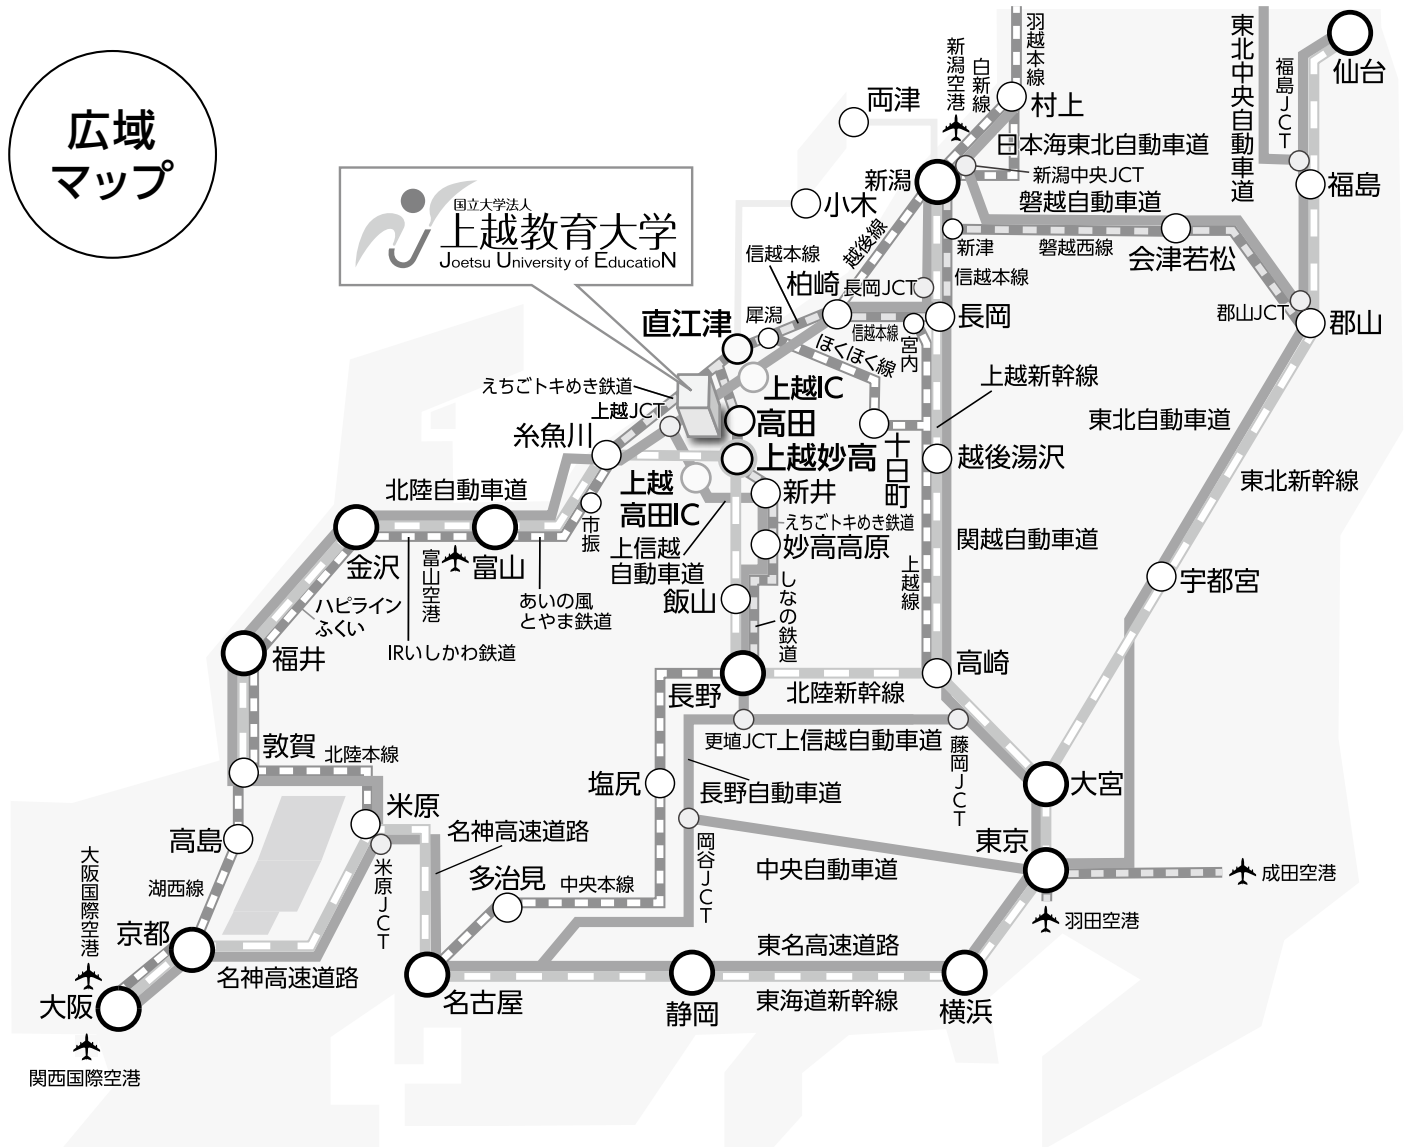 広域
マップ
国立大学法人
上越教育大学
Joetsu University of EducatioN
両津
小木
新潟空港
白新線
羽越本線
村上
日本海東北自動車道
新潟中央JCT
新潟
磐越自動車道
新津
磐越西線
会津若松
東北中央自動車道
福島JCT
仙台
福島
郡山JCT
郡山
信越本線
越後線
柏崎
長岡JCT
信越本線
長岡
信越本線
宮内
直江津
犀潟
ほくほく線
えちごトキめき鉄道
上越JCT
上越IC
高田
糸魚川
上越妙高
十日町
上越新幹線
東北自動車道
越後湯沢
東北新幹線
北陸自動車道
上越
高田IC
新井
えちごトキめき鉄道
市振
上信越
自動車道
妙高高原
関越自動車道
上越線
宇都宮
金沢
富山空港
富山
あいの風
とやま鉄道
飯山
しなの鉄道
ハピライン
ふくい
IRいしかわ鉄道
福井
長野
北陸新幹線
高崎
更埴JCT
上信越自動車道
藤岡JCT
敦賀
北陸本線
塩尻
長野自動車道
大宮
米原
名神高速道路
高島
米原JCT
岡谷JCT
中央自動車道
東京
成田空港
羽田空港
湖西線
多治見
中央本線
大阪国際空港
京都
名神高速道路
東名高速道路
大阪
名古屋
静岡
東海道新幹線
横浜
関西国際空港